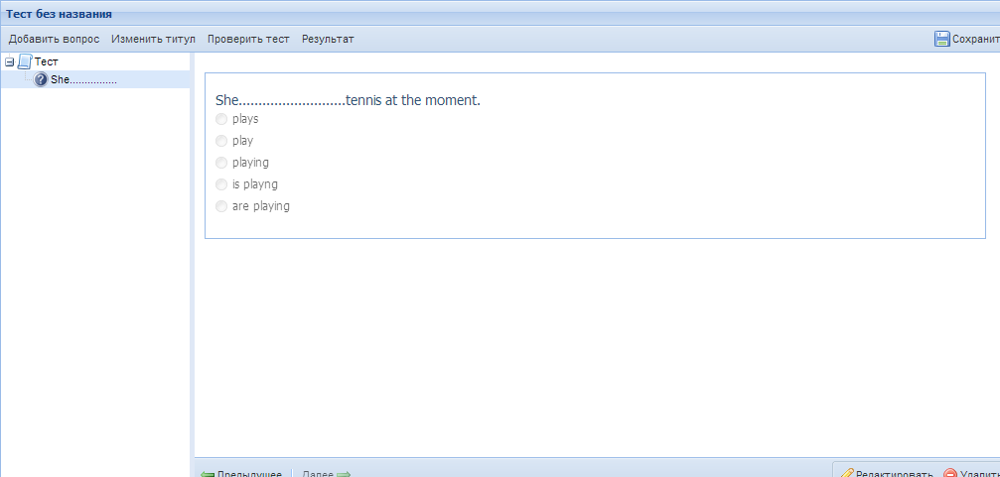 Тест без названия
Добавить вопрос Изменить титул Проверить тест Результат Сохранит
Тест
She................
She...........................tennis at the moment.
plays
play
playing
is playng
are playing
Предыдущее Далее Редактировать Удалить